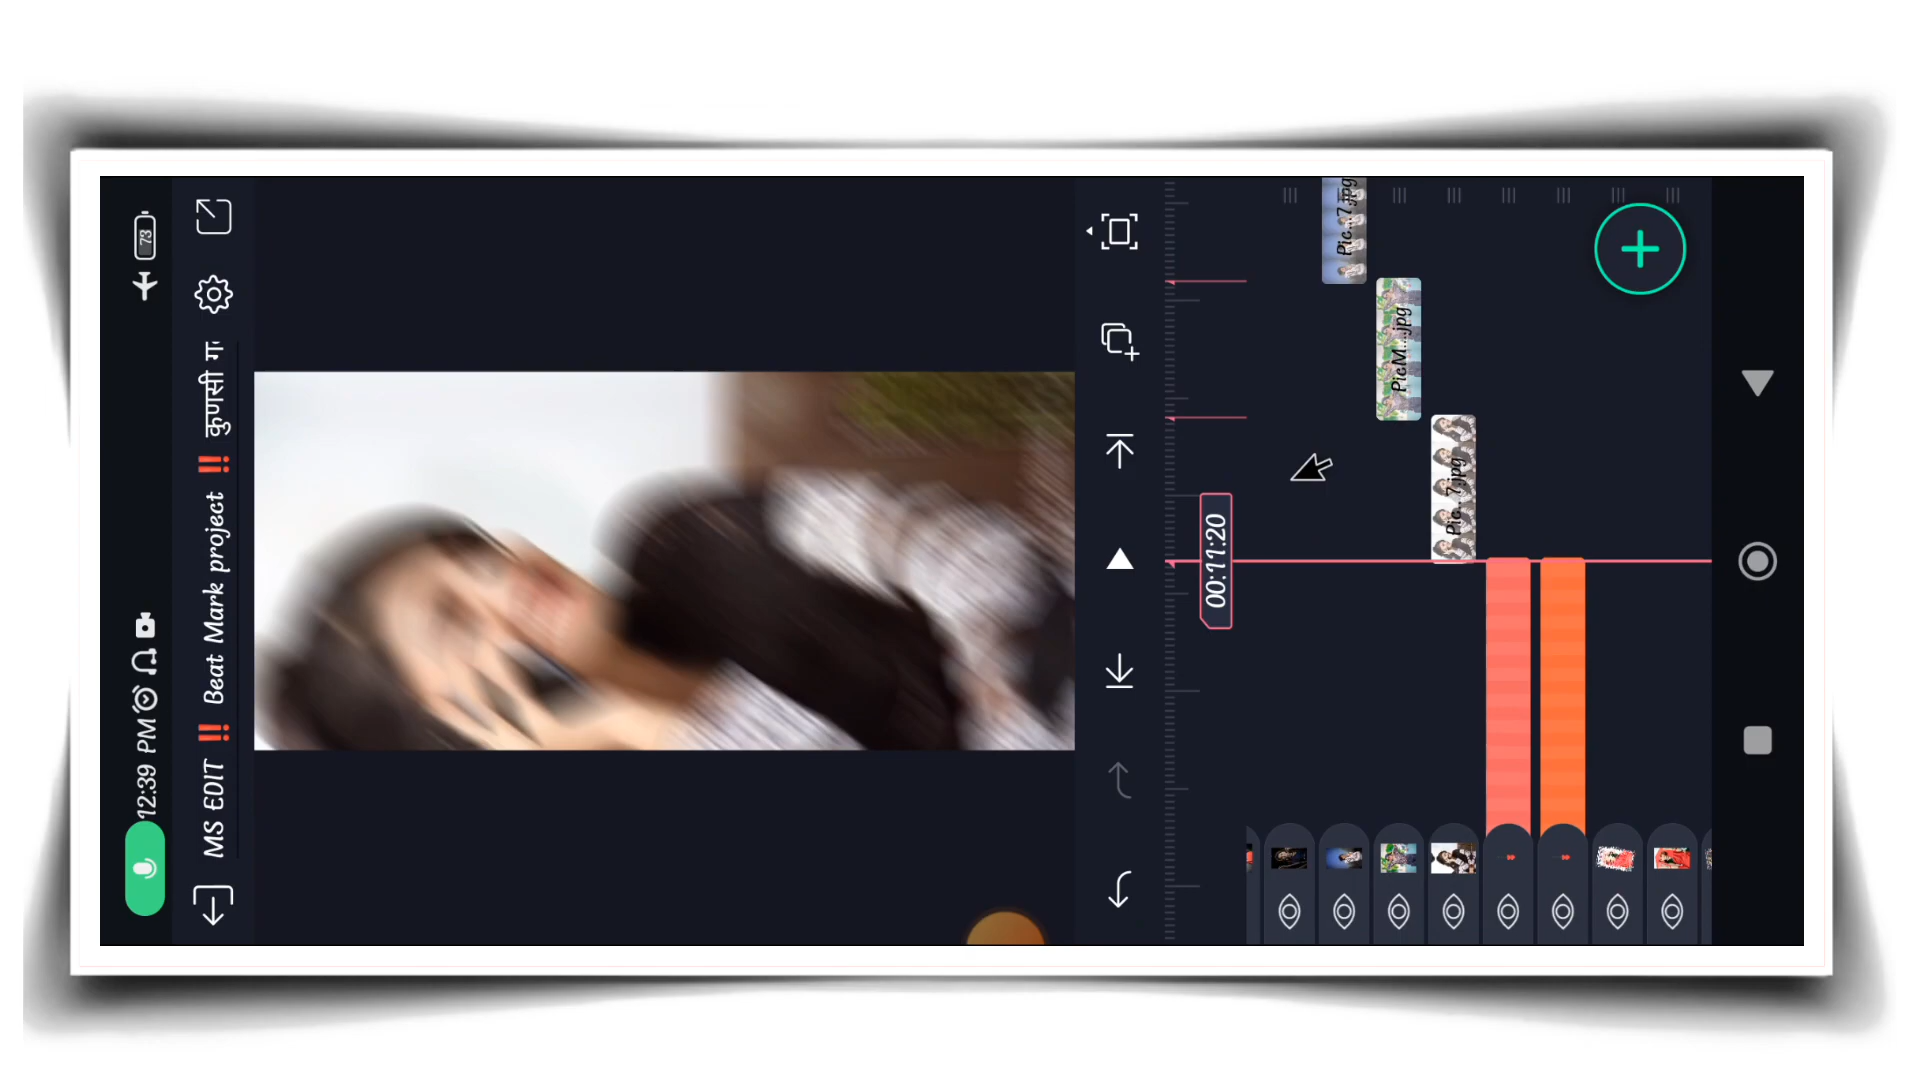 12:39 PM
73
MS EDIT ‼ Beat Mark project ‼ कुणासी ग
00:11:20
Pic...7.jpg
PicM...jpg
Pic...7.jpg